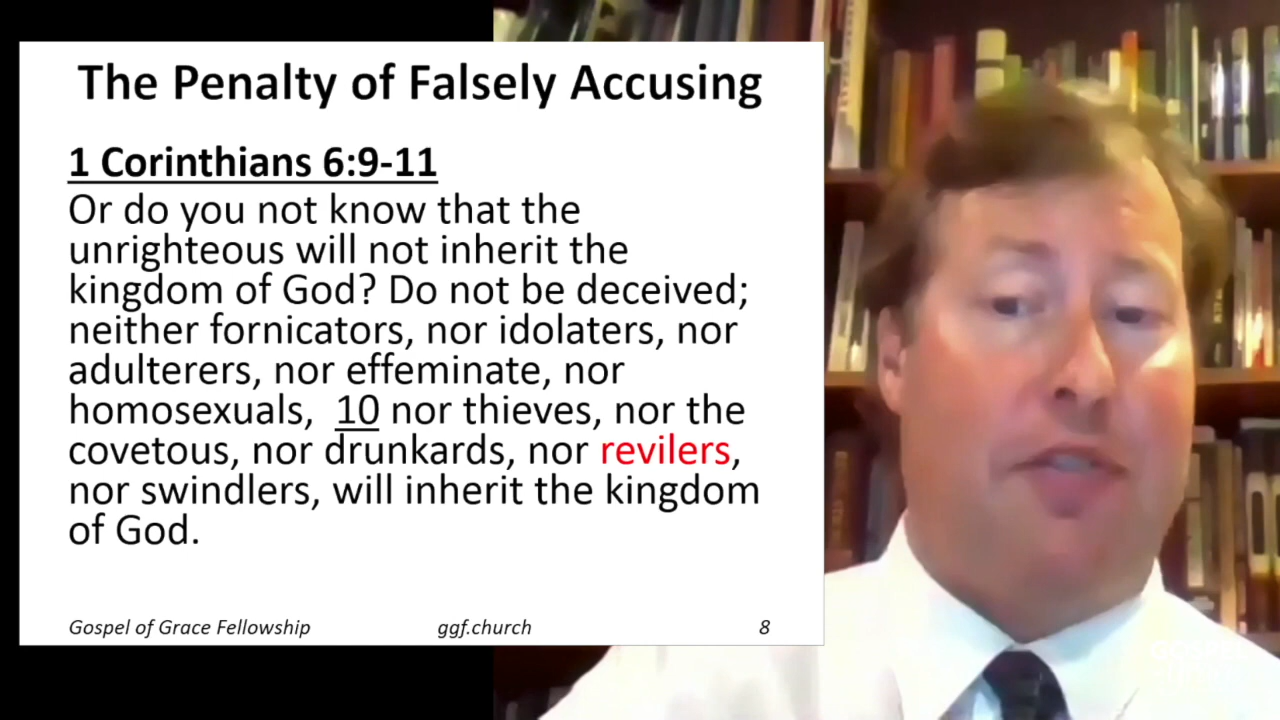 The Penalty of Falsely Accusing
1 Corinthians 6:9-11
Or do you not know that the
unrighteous will not inherit the
kingdom of God? Do not be deceived;
neither fornicators, nor idolaters, nor
adulterers, nor effeminate, nor
homosexuals, 10 nor thieves, nor the
covetous, nor drunkards, nor revilers,
nor swindlers, will inherit the kingdom
of God.
Gospel of Grace Fellowship ggf.church 8
GOSPEL